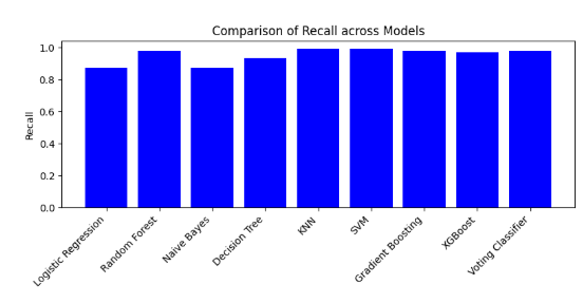 Comparison of Recall across Models
Recall
1.0
0.8
0.6
0.4
0.2
0.0
Logistic Regression
Random Forest
Naive Bayes
Decision Tree
KNN
SVM
Gradient Boosting
XGBoost
Voting Classifier